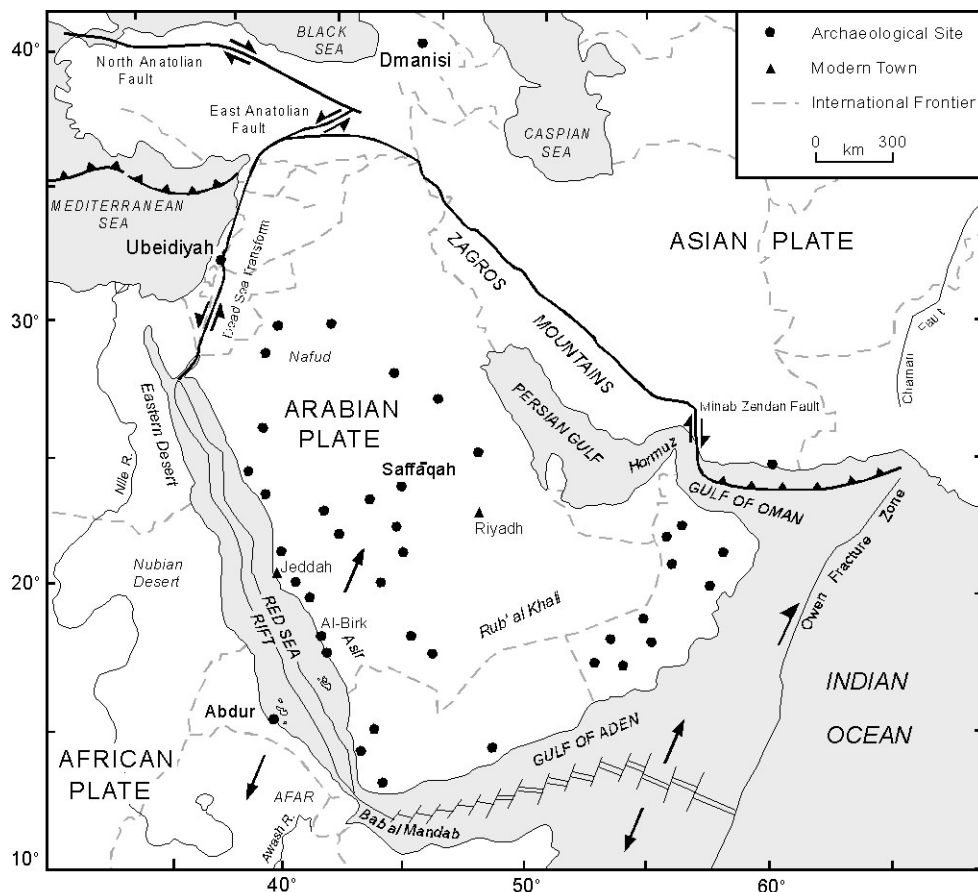 40°
BLACK
SEA
Dmanisi
Archaeological Site
Modern Town
International Frontier
0 300
km
North Anatolian
Fault
East Anatolian
Fault
CASPIAN
SEA
MEDITERRANEAN
SEA
Ubeidiyah
Dead Sea Transform
ZAGROS
MOUNTAINS
ASIAN PLATE
30°
Nafud
Chaman
Fault
Eastern Desert
Nile R.
ARABIAN
PLATE
PERSIAN GULF
Hormuz
Minab Zendan Fault
Saffaqah
GULF OF OMAN
Riyadh
Nubian
Desert
Jeddah
20°
RED SEA
RIFT
Al-Birk
Asir
Rub' al Khali
Owen Fracture Zone
Abdur
INDIAN
OCEAN
AFRICAN
PLATE
GULF OF ADEN
AFAR
Awash R.
Bab al Mandab
10°
40°
50°
60°